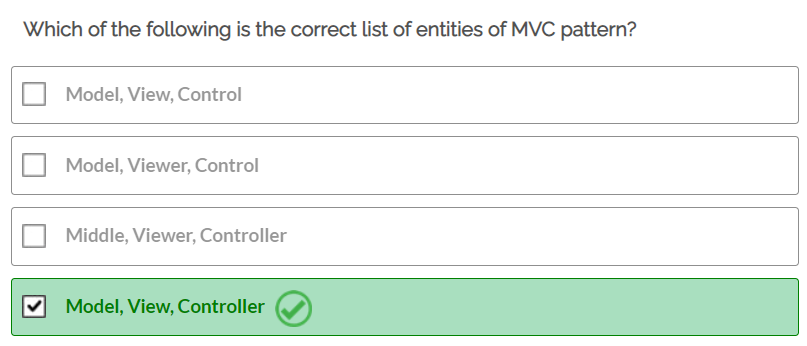 Which of the following is the correct list of entities of MVC pattern?
Model, View, Control
Model, Viewer, Control
Middle, Viewer, Controller
Model, View, Controller